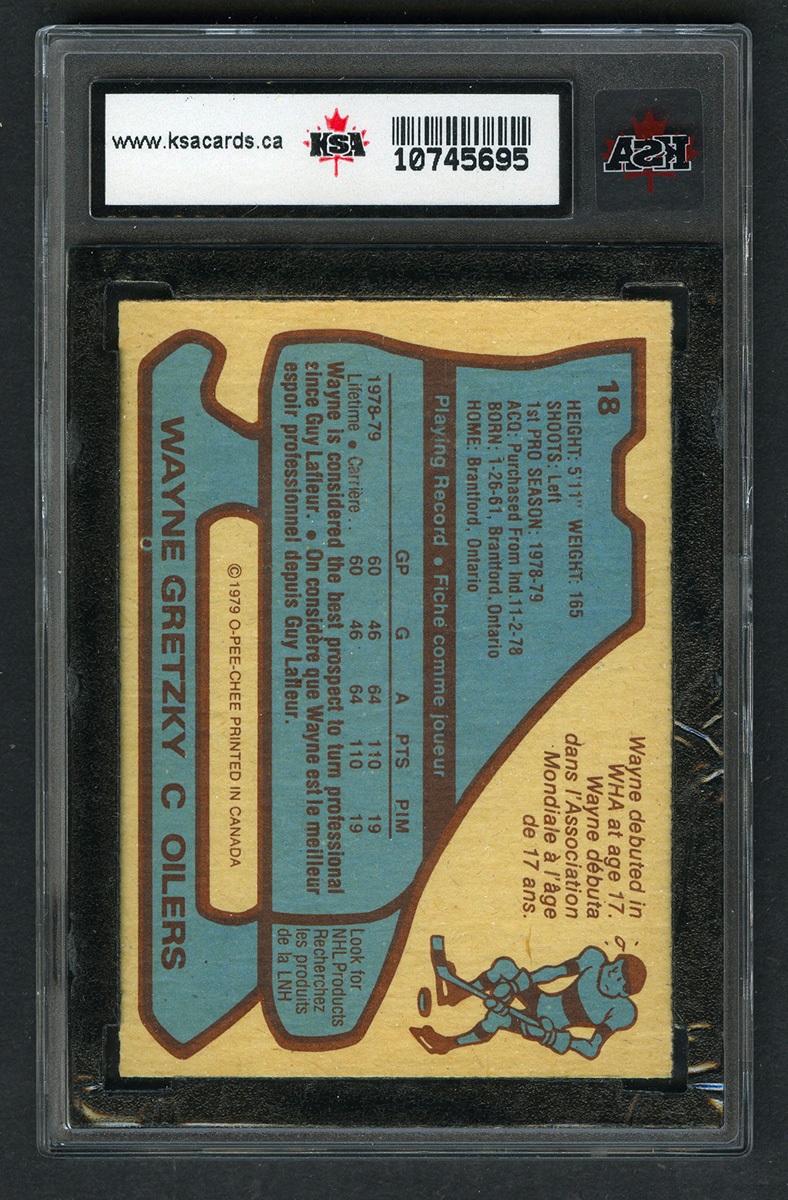 www.ksacards.ca
KSA
10745695
KSA
18
HEIGHT: 5'11" WEIGHT: 165
SHOOTS: Left
1st PRO SEASON: 1978-79
ACQ: Purchased From Ind.11-2-78
BORN: 1-26-61, Brantford, Ontario
HOME: Brantford, Ontario
Wayne debuted in
WHA at age 17.
Wayne débuta
dans l'Association
Mondiale à l'âge
de 17 ans.
Playing Record • Fiche comme joueur
GP G A PTS PIM
1978-79 60 46 64 110 19
Lifetime • Carrière... 60 46 64 110 19
Wayne is considered the best prospect to turn professional
since Guy Lafleur. • On considère que Wayne est le meilleur
espoir professionnel depuis Guy Lafleur.
Look for
NHL Products
Recherchez
les produits
de la LNH
© 1979 O-PEE-CHEE PRINTED IN CANADA
WAYNE GRETZKY C OILERS